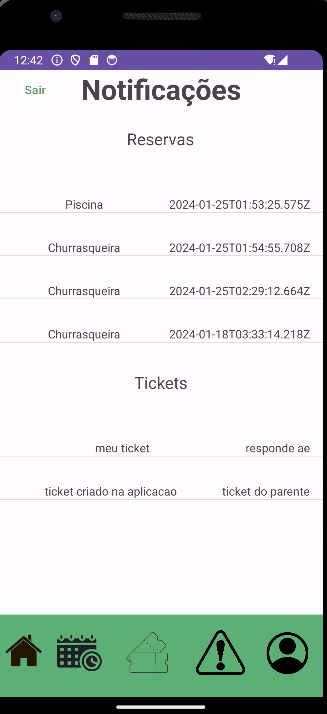 12:42
Sair Notificações
Reservas
Piscina 2024-01-25T01:53:25.575Z
Churrasqueira 2024-01-25T01:54:55.708Z
Churrasqueira 2024-01-25T02:29:12.664Z
Churrasqueira 2024-01-18T03:33:14.218Z
Tickets
meu ticket responde ae
ticket criado na aplicacao ticket do parente